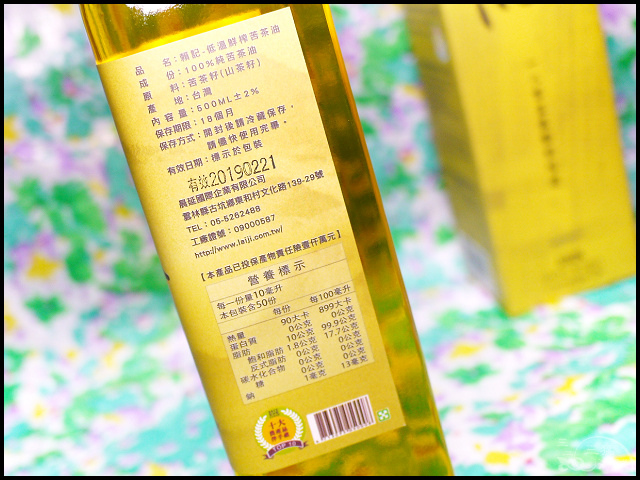 品　名：賴記-低溫鮮榨苦茶油
成　份：100%純苦茶油
原　料：苦茶籽(山茶籽)
產　地：台灣
內容量：500ML±2%
保存期限：18個月
保存方式：開封後請冷藏保存，
請儘快使用完畢。
有效日期：標示於包裝
有效20190221
晨延國際企業有限公司
雲林縣古坑鄉東和村文化路139-29號
TEL：05-5262488
工廠證號：09000587
http://www.laiji.com.tw
【本產品已投保產物責任險壹仟萬元】
營養標示
每一份量10毫升
本包裝含50份
每份 每100毫升
熱量 90大卡 899大卡
蛋白質 0公克 0公克
脂肪 10公克 99.9公克
飽和脂肪 1.8公克 17.7公克
反式脂肪 0公克 0公克
碳水化合物 0公克 0公克
糖 0公克 0公克
鈉 1毫克 13毫克
十大
TOP 10